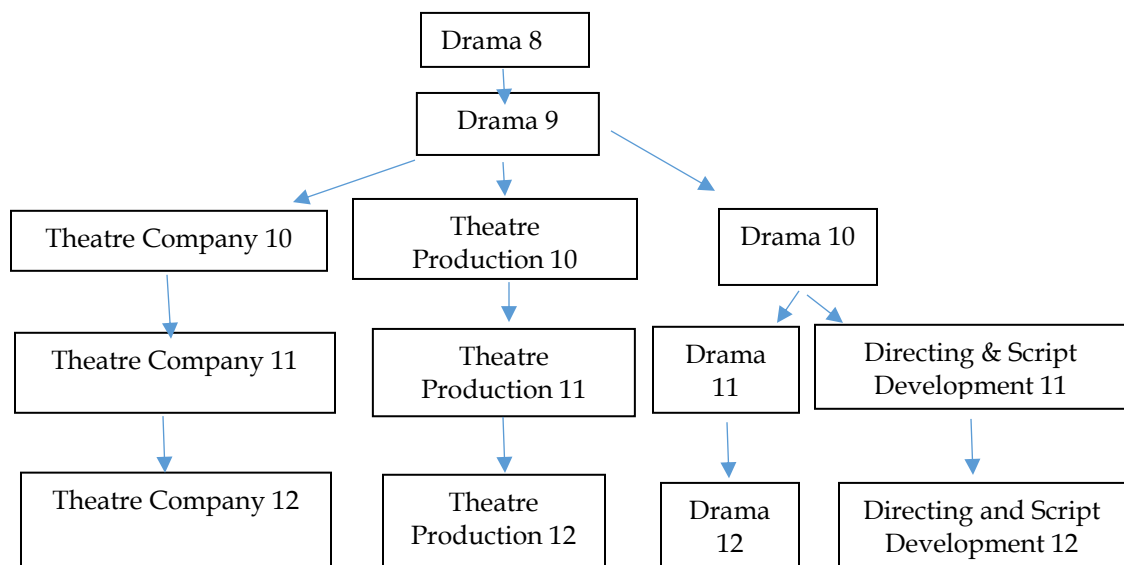 Drama 8
Drama 9
Theatre Company 10
Theatre
Production 10
Drama 10
Theatre Company 11
Theatre
Production 11
Drama
11
Directing & Script
Development 11
Theatre Company 12
Theatre
Production 12
Drama
12
Directing and Script
Development 12